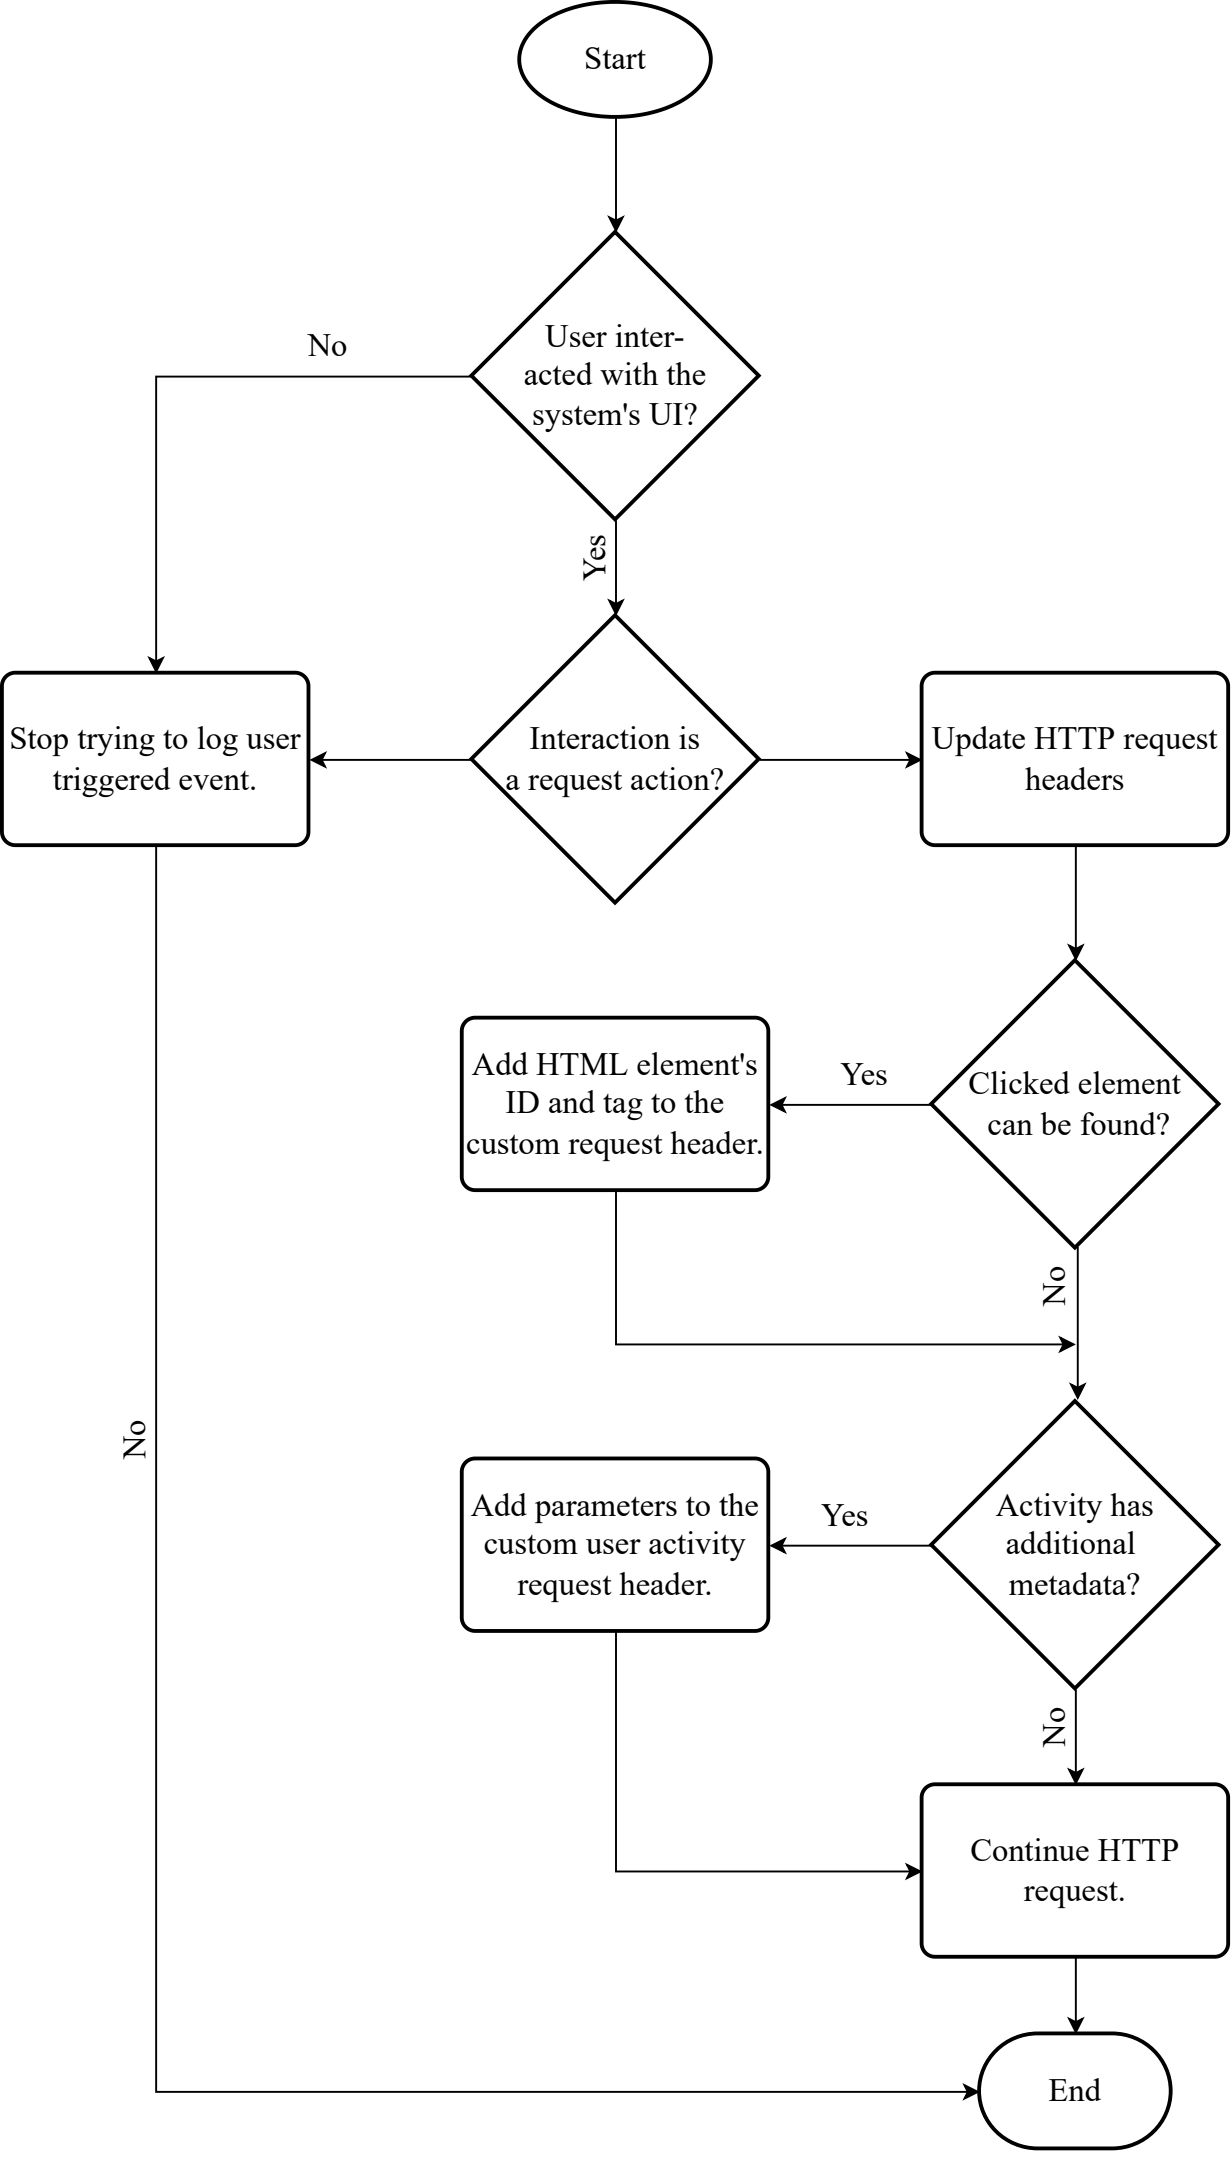 Start
No
User inter-
acted with the
system's UI?
Yes
Stop trying to log user
triggered event.
Interaction is
a request action?
Update HTTP request
headers
Add HTML element's
ID and tag to the
custom request header.
Yes
Clicked element
can be found?
No
No
Add parameters to the
custom user activity
request header.
Yes
Activity has
additional
metadata?
No
Continue HTTP
request.
End